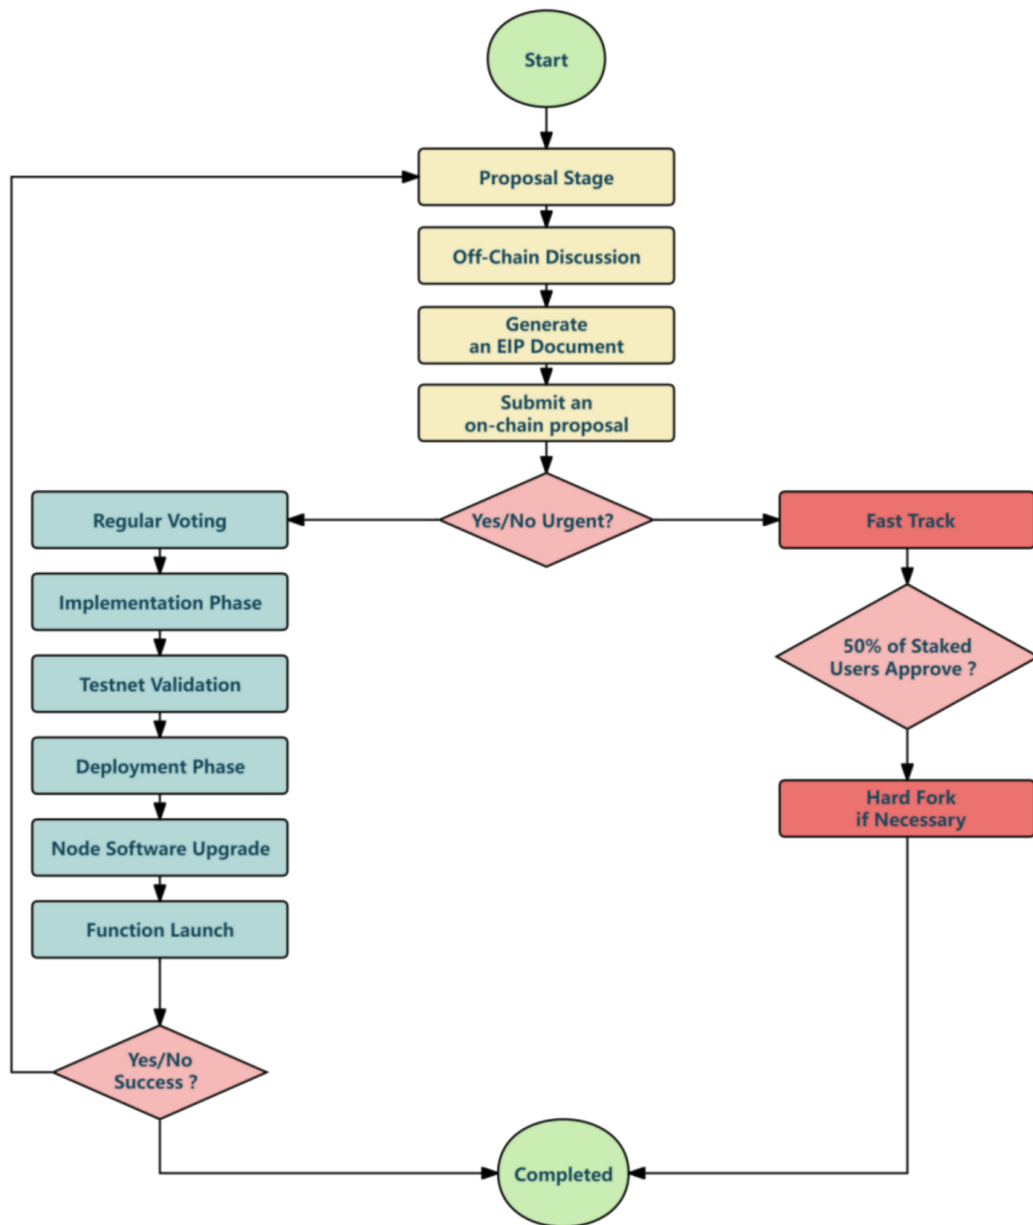 Start
Proposal Stage
Off-Chain Discussion
Generate
an EIP Document
Submit an
on-chain proposal
Yes/No Urgent?
Regular Voting
Fast Track
Implementation Phase
50% of Staked
Users Approve ?
Testnet Validation
Deployment Phase
Hard Fork
if Necessary
Node Software Upgrade
Function Launch
Yes/No
Success ?
Completed